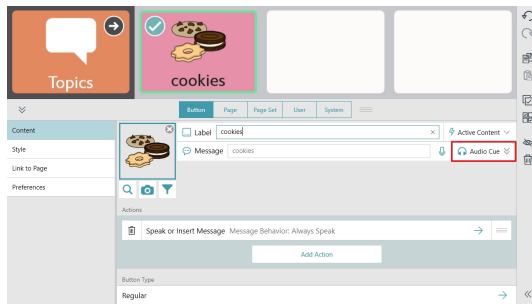 Topics
cookies
Button Page Page Set User System
Content
Style
Link to Page
Preferences
Label cookies Active Content
Message cookies Audio Cue
Actions
Speak or Insert Message Message Behavior: Always Speak
Add Action
Button Type
Regular